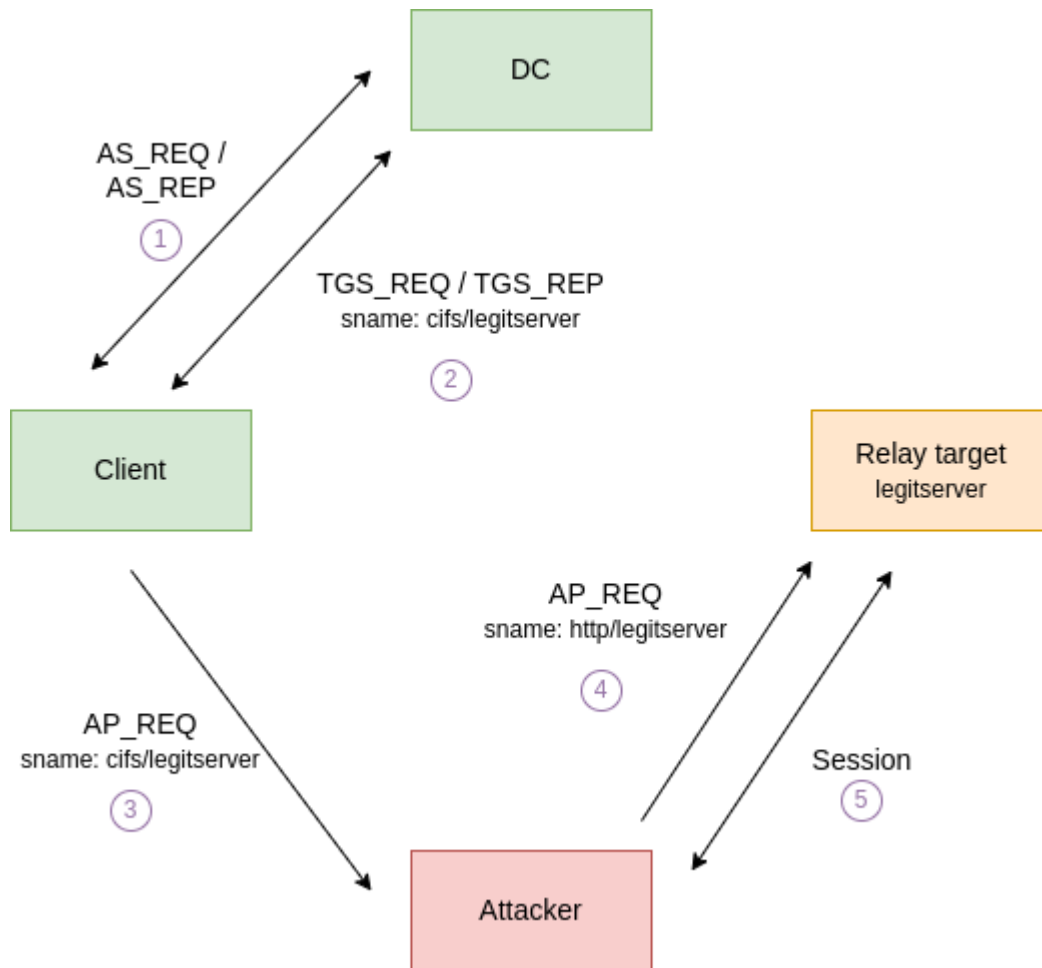 DC
AS_REQ /
AS_REP
1
TGS_REQ / TGS_REP
sname: cifs/legitserver
2
Client
Relay target
legitserver
AP_REQ
sname: http/legitserver
4
AP_REQ
sname: cifs/legitserver
3
Session
5
Attacker